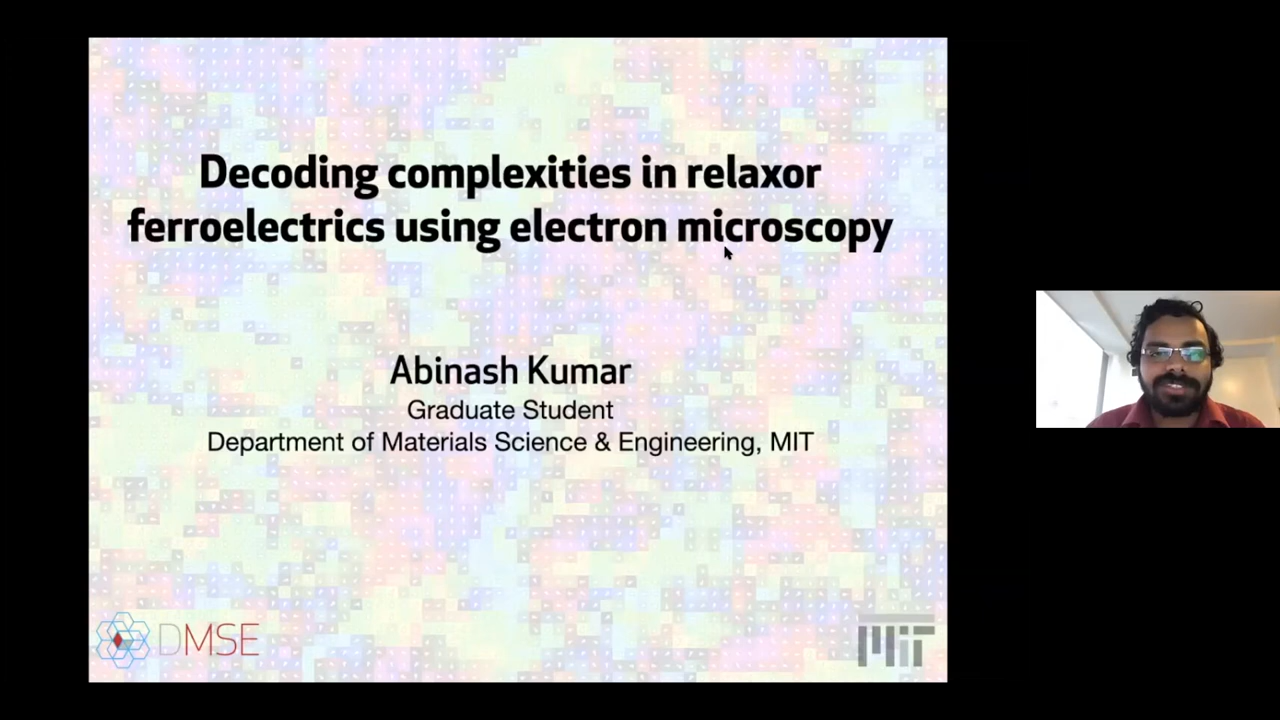 Decoding complexities in relaxor
ferroelectrics using electron microscopy
Abinash Kumar
Graduate Student
Department of Materials Science & Engineering, MIT
DMSE
MIT